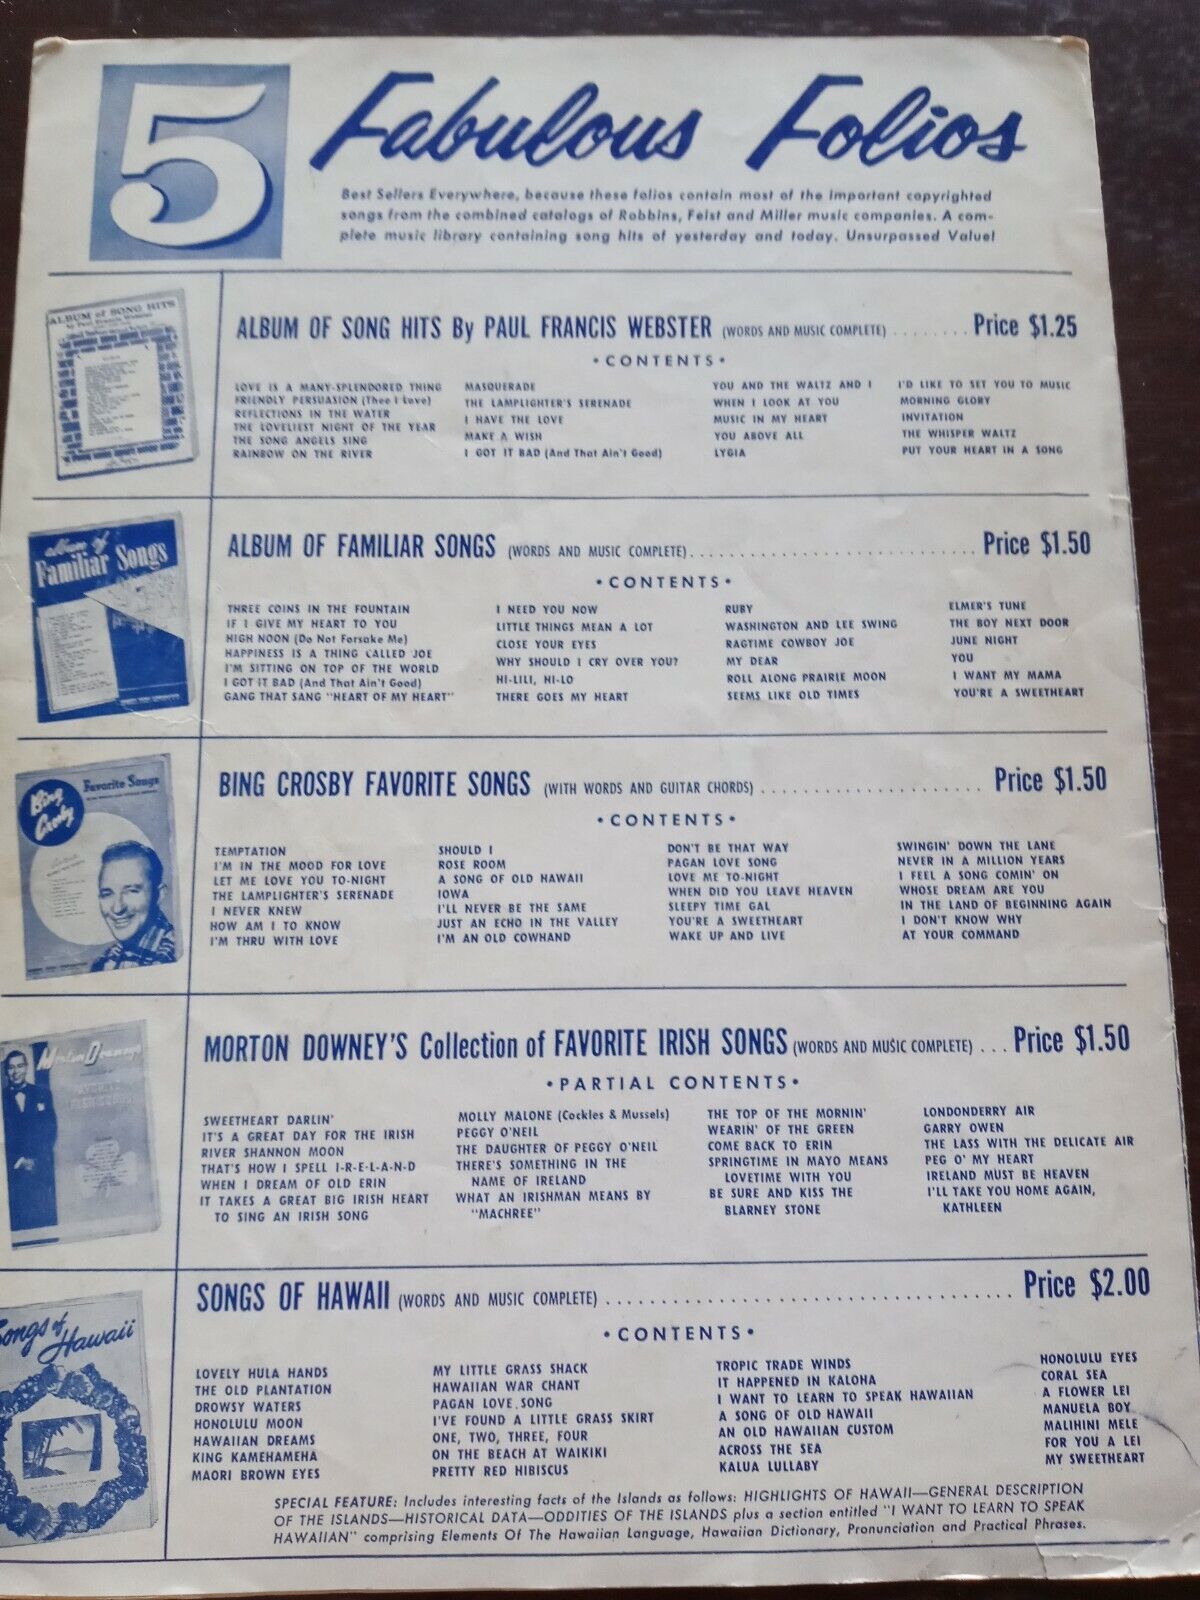 5 Fabulous Folios
Best Sellers Everywhere, because these folios contain most of the important copyrighted
songs from the combined catalogs of Robbins, Feist and Miller music companies. A com-
plete music library containing song hits of yesterday and today. Unsurpassed Value!
ALBUM OF SONG HITS
by Paul Francis Webster
ALBUM OF SONG HITS By PAUL FRANCIS WEBSTER (WORDS AND MUSIC COMPLETE) ........ Price $1.25
• CONTENTS •
LOVE IS A MANY-SPLENDORED THING
FRIENDLY PERSUASION (Thee I Love)
REFLECTIONS IN THE WATER
THE LOVELIEST NIGHT OF THE YEAR
THE SONG ANGELS SING
RAINBOW ON THE RIVER
MASQUERADE
THE LAMPLIGHTER'S SERENADE
I HAVE THE LOVE
MAKE A WISH
I GOT IT BAD (And That Ain't Good)
YOU AND THE WALTZ AND I
WHEN I LOOK AT YOU
MUSIC IN MY HEART
YOU ABOVE ALL
LYGIA
I'D LIKE TO SET YOU TO MUSIC
MORNING GLORY
INVITATION
THE WHISPER WALTZ
PUT YOUR HEART IN A SONG
album of
Familiar Songs
ALBUM OF FAMILIAR SONGS (WORDS AND MUSIC COMPLETE)............................ Price $1.50
• CONTENTS •
THREE COINS IN THE FOUNTAIN
IF I GIVE MY HEART TO YOU
HIGH NOON (Do Not Forsake Me)
HAPPINESS IS A THING CALLED JOE
I'M SITTING ON TOP OF THE WORLD
I GOT IT BAD (And That Ain't Good)
GANG THAT SANG "HEART OF MY HEART"
I NEED YOU NOW
LITTLE THINGS MEAN A LOT
CLOSE YOUR EYES
WHY SHOULD I CRY OVER YOU?
HI-LILI, HI-LO
THERE GOES MY HEART
RUBY
WASHINGTON AND LEE SWING
RAGTIME COWBOY JOE
MY DEAR
ROLL ALONG PRAIRIE MOON
SEEMS LIKE OLD TIMES
ELMER'S TUNE
THE BOY NEXT DOOR
JUNE NIGHT
YOU
I WANT MY MAMA
YOU'RE A SWEETHEART
Bing Crosby
Favorite Songs
BING CROSBY FAVORITE SONGS (WITH WORDS AND GUITAR CHORDS) ...................... Price $1.50
• CONTENTS •
TEMPTATION
I'M IN THE MOOD FOR LOVE
LET ME LOVE YOU TO-NIGHT
THE LAMPLIGHTER'S SERENADE
I NEVER KNEW
HOW AM I TO KNOW
I'M THRU WITH LOVE
SHOULD I
ROSE ROOM
A SONG OF OLD HAWAII
IOWA
I'LL NEVER BE THE SAME
JUST AN ECHO IN THE VALLEY
I'M AN OLD COWHAND
DON'T BE THAT WAY
PAGAN LOVE SONG
LOVE ME TO-NIGHT
WHEN DID YOU LEAVE HEAVEN
SLEEPY TIME GAL
YOU'RE A SWEETHEART
WAKE UP AND LIVE
SWINGIN' DOWN THE LANE
NEVER IN A MILLION YEARS
I FEEL A SONG COMIN' ON
WHOSE DREAM ARE YOU
IN THE LAND OF BEGINNING AGAIN
I DON'T KNOW WHY
AT YOUR COMMAND
Morton Downey's
FAVORITE
IRISH SONGS
MORTON DOWNEY'S Collection of FAVORITE IRISH SONGS (WORDS AND MUSIC COMPLETE) ... Price $1.50
• PARTIAL CONTENTS •
SWEETHEART DARLIN'
IT'S A GREAT DAY FOR THE IRISH
RIVER SHANNON MOON
THAT'S HOW I SPELL I-R-E-L-A-N-D
WHEN I DREAM OF OLD ERIN
IT TAKES A GREAT BIG IRISH HEART
TO SING AN IRISH SONG
MOLLY MALONE (Cockles & Mussels)
PEGGY O'NEIL
THE DAUGHTER OF PEGGY O'NEIL
THERE'S SOMETHING IN THE
NAME OF IRELAND
WHAT AN IRISHMAN MEANS BY
"MACHREE"
THE TOP OF THE MORNIN'
WEARIN' OF THE GREEN
COME BACK TO ERIN
SPRINGTIME IN MAYO MEANS
LOVETIME WITH YOU
BE SURE AND KISS THE
BLARNEY STONE
LONDONDERRY AIR
GARRY OWEN
THE LASS WITH THE DELICATE AIR
PEG O' MY HEART
IRELAND MUST BE HEAVEN
I'LL TAKE YOU HOME AGAIN,
KATHLEEN
Songs of
Hawaii
SONGS OF HAWAII (WORDS AND MUSIC COMPLETE) .................................... Price $2.00
• CONTENTS •
LOVELY HULA HANDS
THE OLD PLANTATION
DROWSY WATERS
HONOLULU MOON
HAWAIIAN DREAMS
KING KAMEHAMEHA
MAORI BROWN EYES
MY LITTLE GRASS SHACK
HAWAIIAN WAR CHANT
PAGAN LOVE SONG
I'VE FOUND A LITTLE GRASS SKIRT
ONE, TWO, THREE, FOUR
ON THE BEACH AT WAIKIKI
PRETTY RED HIBISCUS
TROPIC TRADE WINDS
IT HAPPENED IN KALOHA
I WANT TO LEARN TO SPEAK HAWAIIAN
A SONG OF OLD HAWAII
AN OLD HAWAIIAN CUSTOM
ACROSS THE SEA
KALUA LULLABY
HONOLULU EYES
CORAL SEA
A FLOWER LEI
MANUELA BOY
MALIHINI MELE
FOR YOU A LEI
MY SWEETHEART
SPECIAL FEATURE: Includes interesting facts of the Islands as follows: HIGHLIGHTS OF HAWAII—GENERAL DESCRIPTION
OF THE ISLANDS—HISTORICAL DATA—ODDITIES OF THE ISLANDS plus a section entitled "I WANT TO LEARN TO SPEAK
HAWAIIAN" comprising Elements Of The Hawaiian Language, Hawaiian Dictionary, Pronunciation and Practical Phrases.